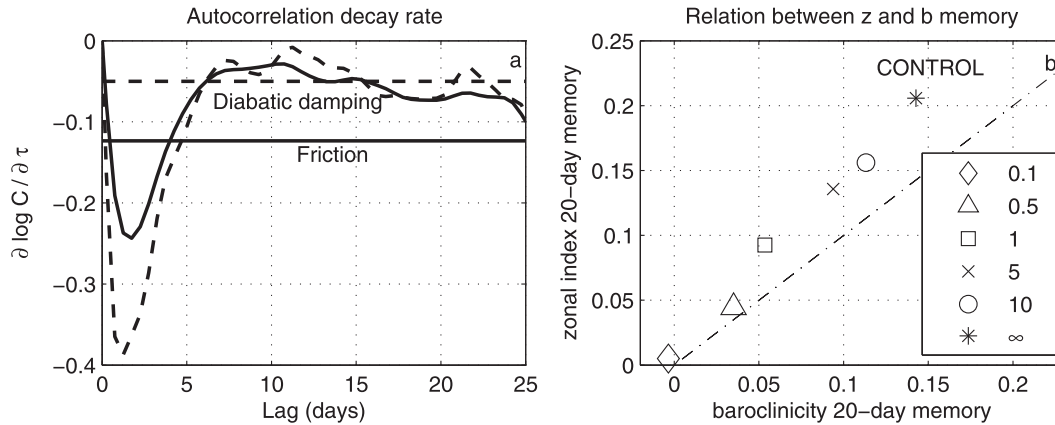 Autocorrelation decay rate
a
Diabatic damping
Friction
0
−0.1
−0.2
−0.3
−0.4
0 5 10 15 20 25
Lag (days)
∂ log C / ∂ τ
Relation between z and b memory
b
CONTROL
0.25
0.2
0.15
0.1
0.05
0
0 0.05 0.1 0.15 0.2
baroclinicity 20-day memory
zonal index 20-day memory
0.1
0.5
1
5
10
∞